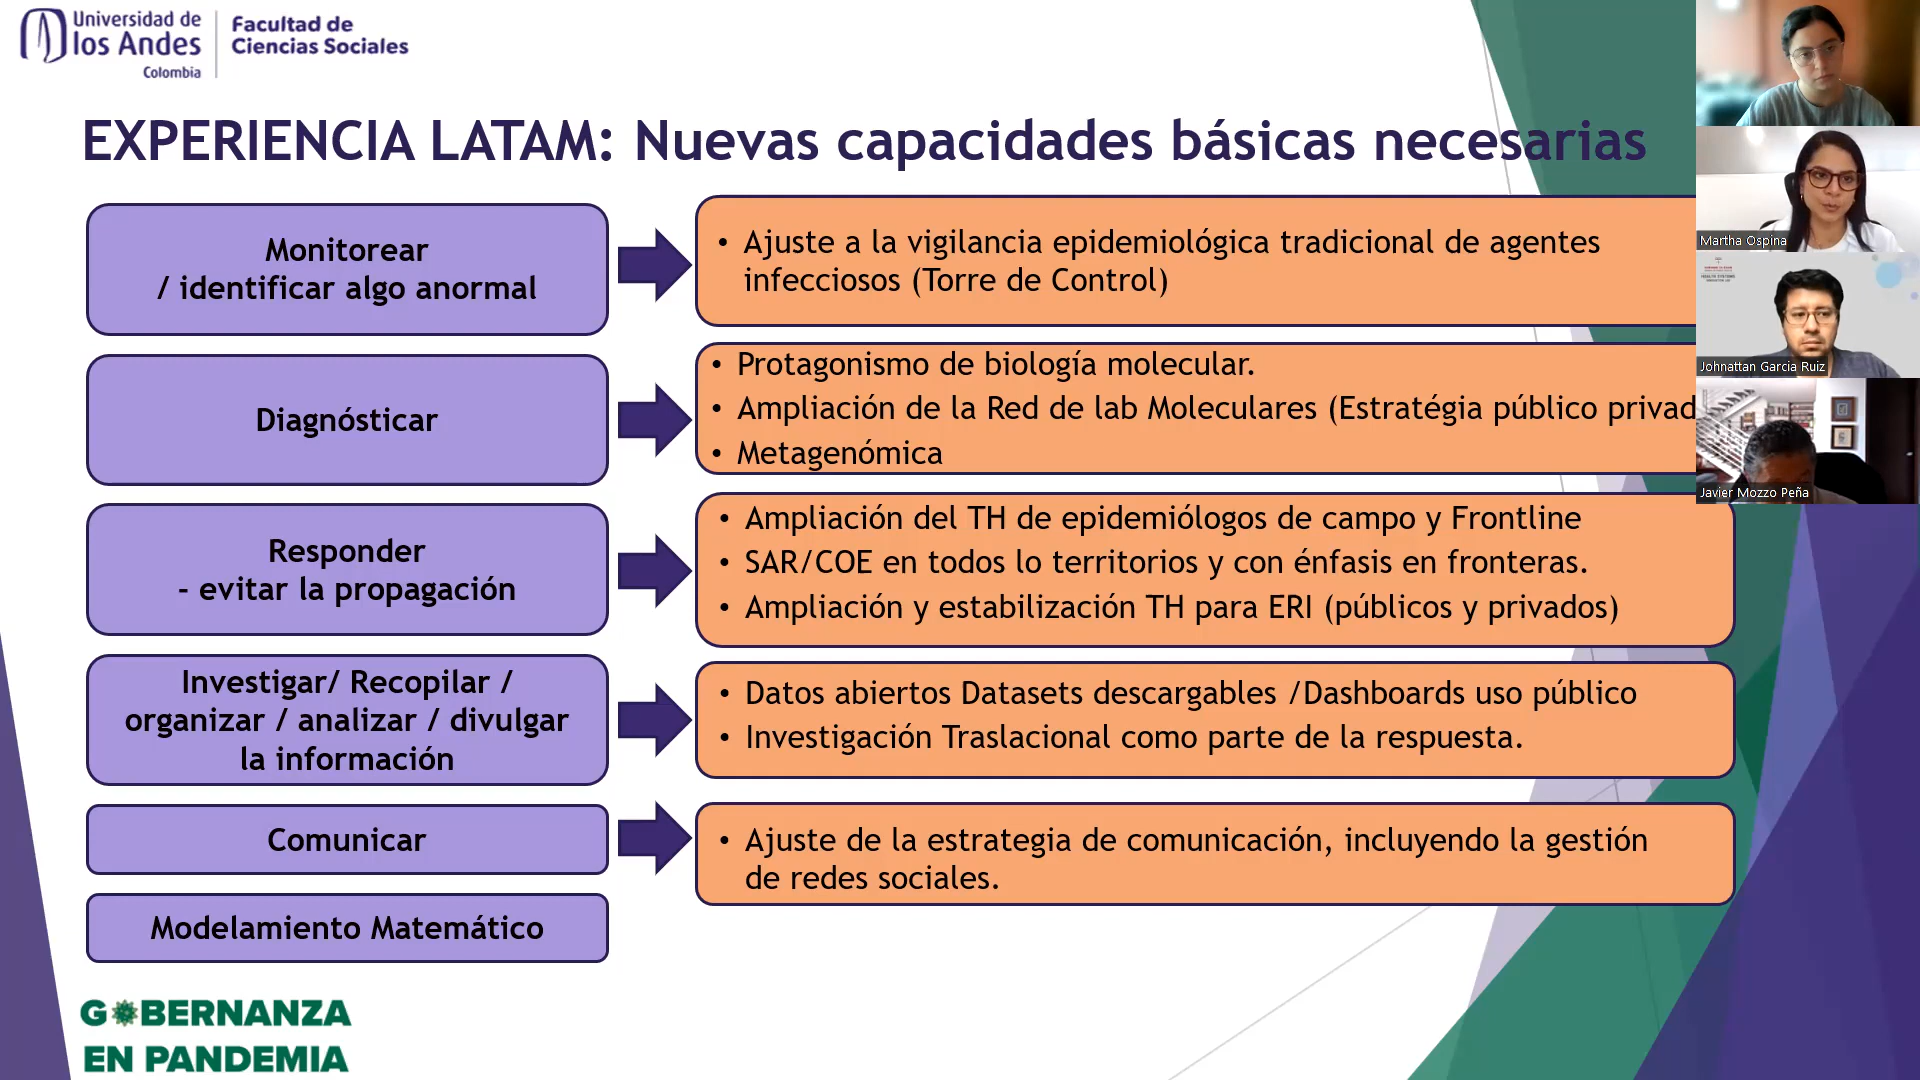 Universidad de
los Andes
Colombia
Facultad de
Ciencias Sociales
EXPERIENCIA LATAM: Nuevas capacidades básicas necesarias
Monitorear
/ identificar algo anormal
• Ajuste a la vigilancia epidemiológica tradicional de agentes
infecciosos (Torre de Control)
Diagnósticar
• Protagonismo de biología molecular.
• Ampliación de la Red de lab Moleculares (Estratégia público privad
• Metagenómica
Responder
- evitar la propagación
• Ampliación del TH de epidemiólogos de campo y Frontline
• SAR/COE en todos lo territorios y con énfasis en fronteras.
• Ampliación y estabilización TH para ERI (públicos y privados)
Investigar/ Recopilar /
organizar / analizar / divulgar
la información
• Datos abiertos Datasets descargables /Dashboards uso público
• Investigación Traslacional como parte de la respuesta.
Comunicar
• Ajuste de la estrategia de comunicación, incluyendo la gestión
de redes sociales.
Modelamiento Matemático
GOBERNANZA
EN PANDEMIA
Martha Ospina
Johnattan Garcia Ruiz
Javier Mozzo Peña